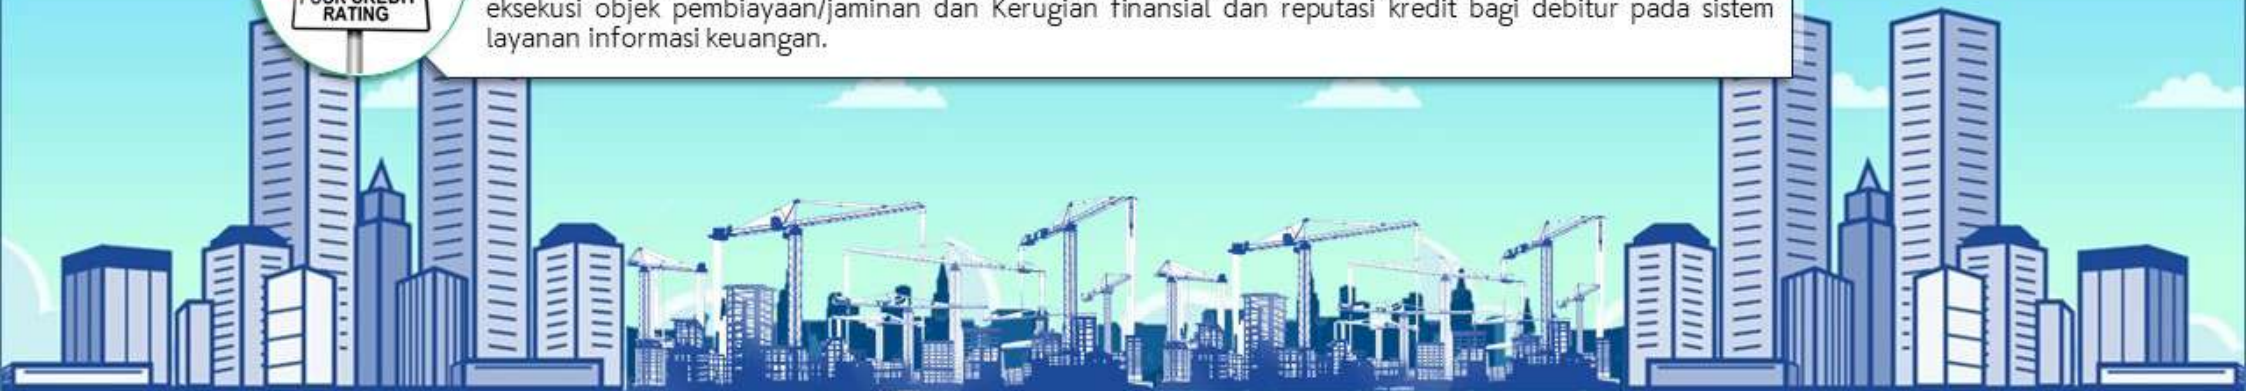 RATING
eksekusi objek pembiayaan/jaminan dan Kerugian finansial dan reputasi kredit bagi debitur pada sistem
layanan informasi keuangan.